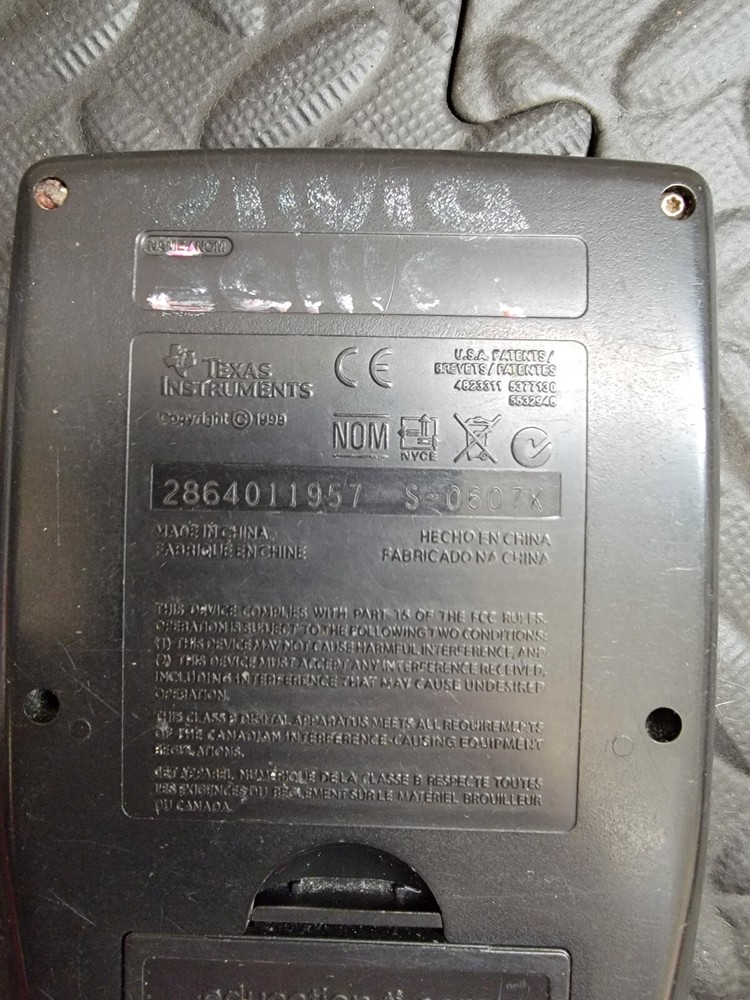 Olivia
NAME / NOM
TEXAS INSTRUMENTS
Copyright © 1999
CE
U.S.A. PATENTS /
BREVETS / PATENTES
4823311 5377130
5532946
NOM
NYCE
2864011957 S-0607K
MADE IN CHINA
FABRIQUÉ EN CHINE
HECHO EN CHINA
FABRICADO NA CHINA
THIS DEVICE COMPLIES WITH PART 15 OF THE FCC RULES.
OPERATION IS SUBJECT TO THE FOLLOWING TWO CONDITIONS:
(1) THIS DEVICE MAY NOT CAUSE HARMFUL INTERFERENCE, AND
(2) THIS DEVICE MUST ACCEPT ANY INTERFERENCE RECEIVED,
INCLUDING INTERFERENCE THAT MAY CAUSE UNDESIRED
OPERATION.
THIS CLASS B DIGITAL APPARATUS MEETS ALL REQUIREMENTS
OF THE CANADIAN INTERFERENCE-CAUSING EQUIPMENT
REGULATIONS.
CET APPAREIL NUMÉRIQUE DE LA CLASSE B RESPECTE TOUTES
LES EXIGENCES DU RÈGLEMENT SUR LE MATÉRIEL BROUILLEUR
DU CANADA.